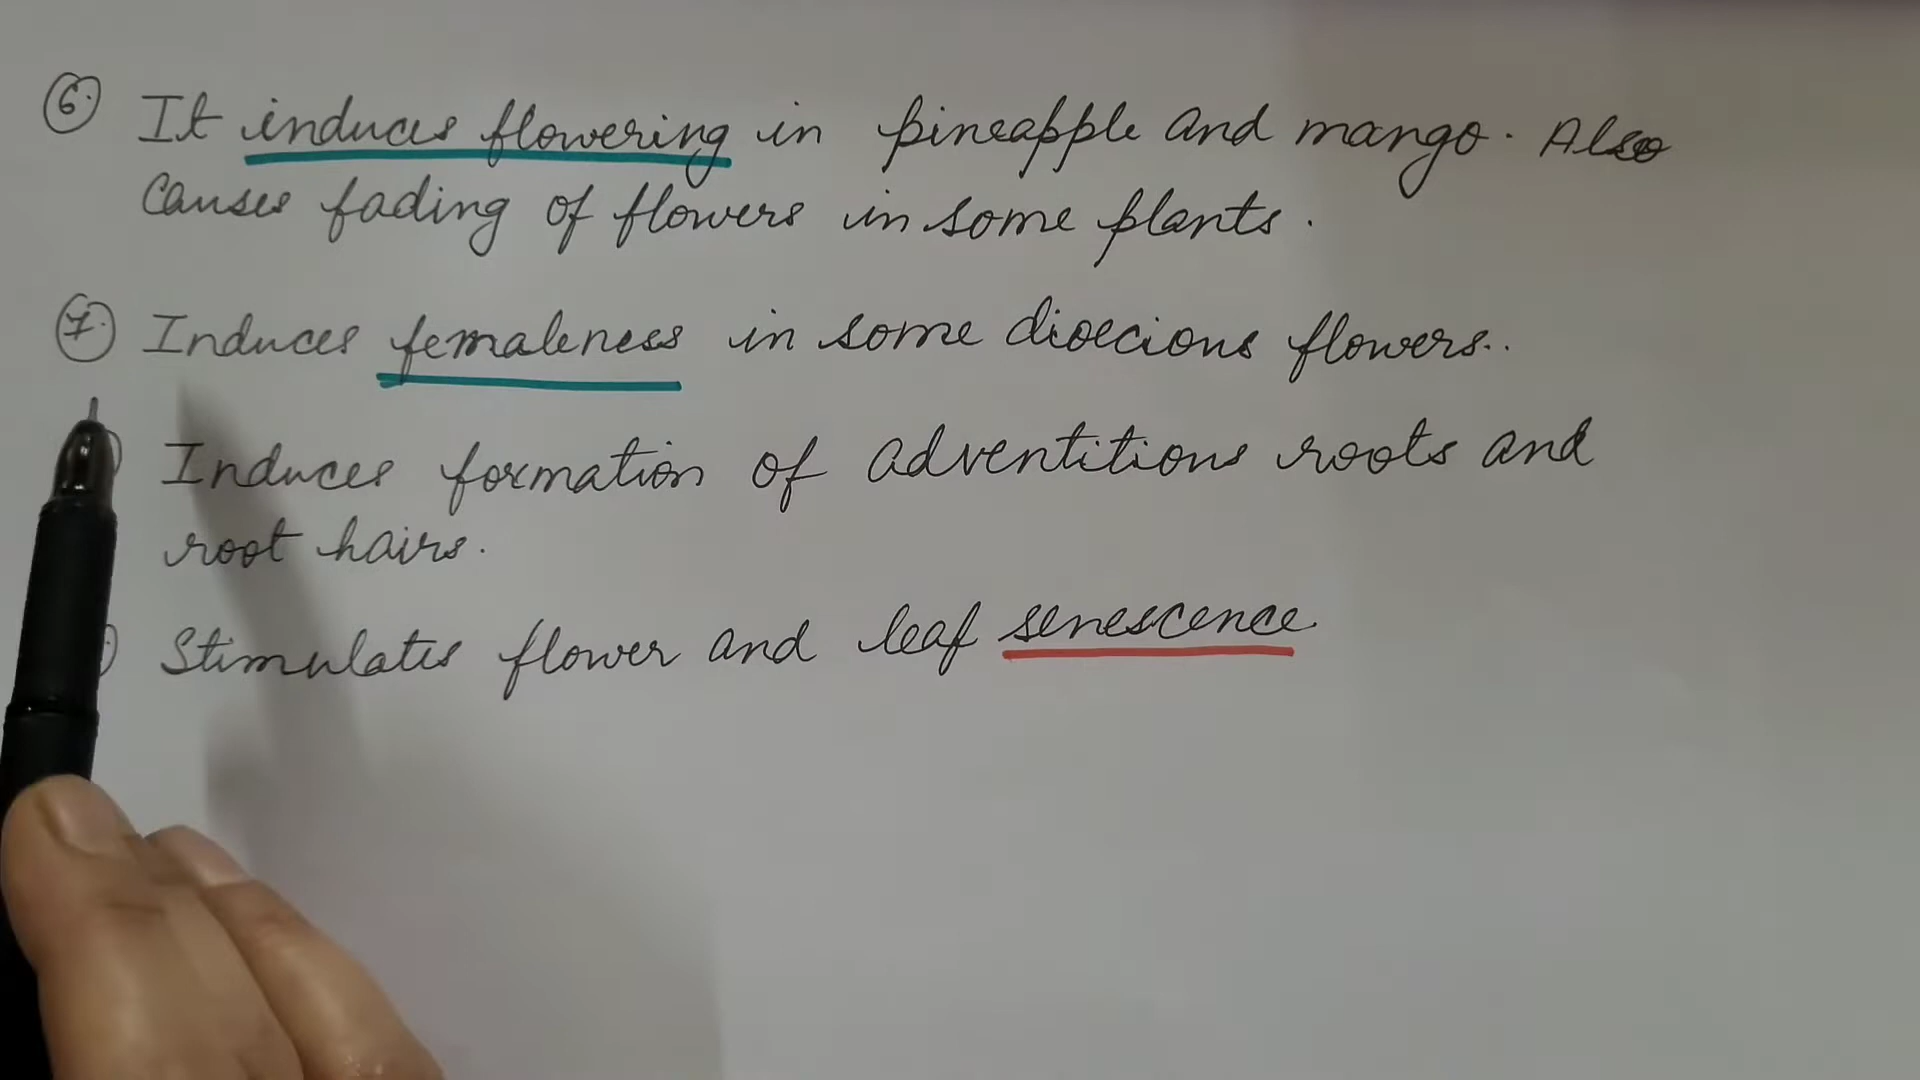 6. It induces flowering in pineapple and mango. Also
causes fading of flowers in some plants.
7. Induces femaleness in some dioecious flowers..
Induces formation of adventitious roots and
root hairs.
Stimulates flower and leaf senescence.